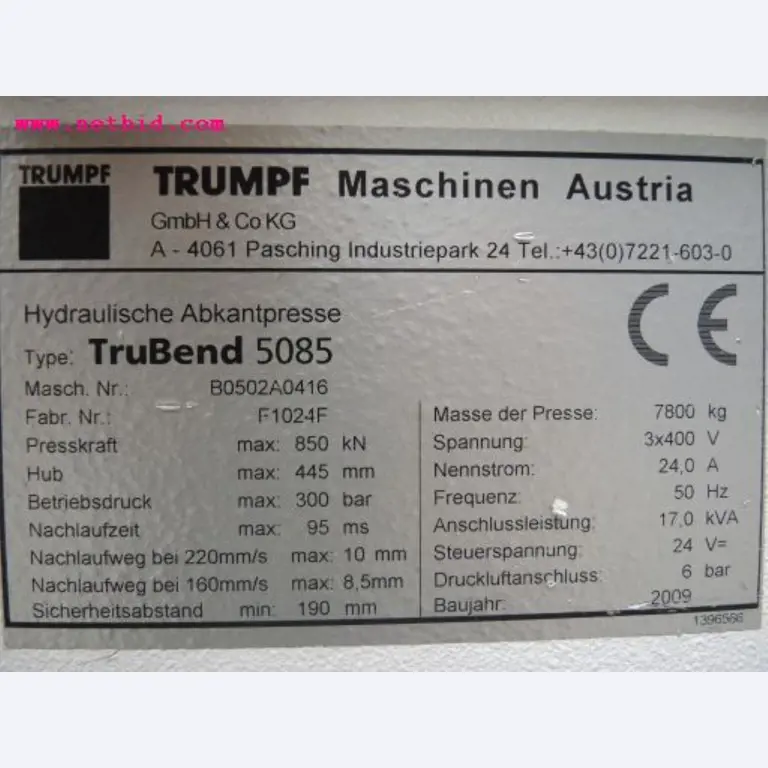 www.netbid.com
TRUMPF
TRUMPF Maschinen Austria
GmbH & Co KG
A - 4061 Pasching Industriepark 24 Tel.:+43(0)7221-603-0
Hydraulische Abkantpresse
CE
Type: TruBend 5085
Masch. Nr.: B0502A0416
Fabr. Nr.: F1024F
Presskraft max: 850 kN
Hub max: 445 mm
Betriebsdruck max: 300 bar
Nachlaufzeit max: 95 ms
Nachlaufweg bei 220mm/s max: 10 mm
Nachlaufweg bei 160mm/s max: 8,5mm
Sicherheitsabstand min: 190 mm
Masse der Presse: 7800 kg
Spannung: 3x400 V
Nennstrom: 24,0 A
Frequenz: 50 Hz
Anschlussleistung: 17,0 kVA
Steuerspannung: 24 V=
Druckluftanschluss: 6 bar
Baujahr: 2009
1396566